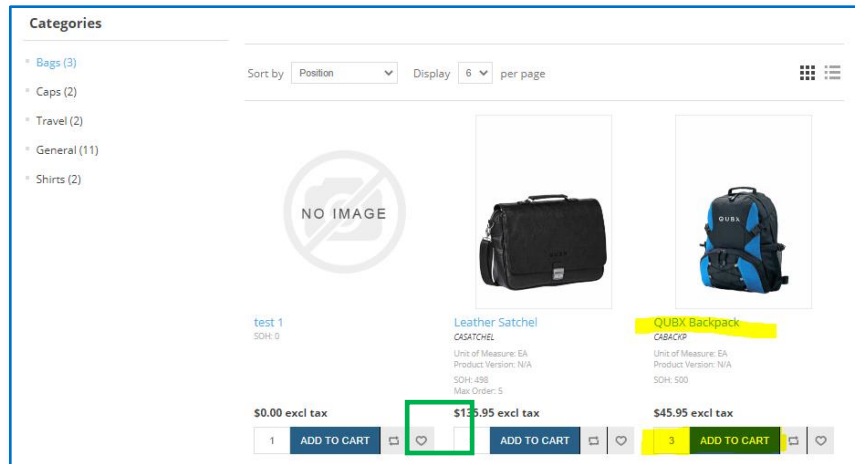 Categories
Bags (3)
Caps (2)
Travel (2)
General (11)
Shirts (2)
Sort by Position Display 6 per page
NO IMAGE
QUBX
test 1
SOH: 0
Leather Satchel
CASATCHEL
Unit of Measure: EA
Product Version: N/A
SOH: 498
Max Order: 5
QUBX Backpack
CABACKP
Unit of Measure: EA
Product Version: N/A
SOH: 500
$0.00 excl tax
$135.95 excl tax
$45.95 excl tax
1 ADD TO CART
ADD TO CART
3 ADD TO CART